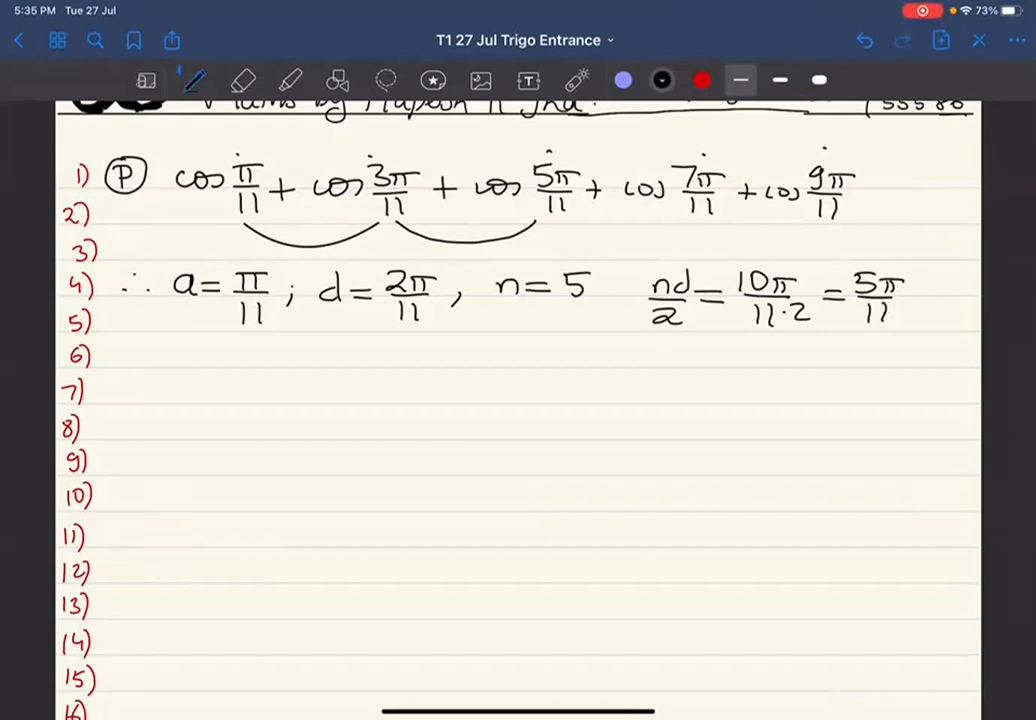 5:35 PM Tue 27 Jul 73%
T1 27 Jul Trigo Entrance
T
by
1) P cos π/11 + cos 3π/11 + cos 5π/11 + cos 7π/11 + cos 9π/11
2)
3)
4) ∴ a = π/11 ; d = 2π/11 , n = 5 nd/2 = 10π/11·2 = 5π/11
5)
6)
7)
8)
9)
10)
11)
12)
13)
14)
15)
16)